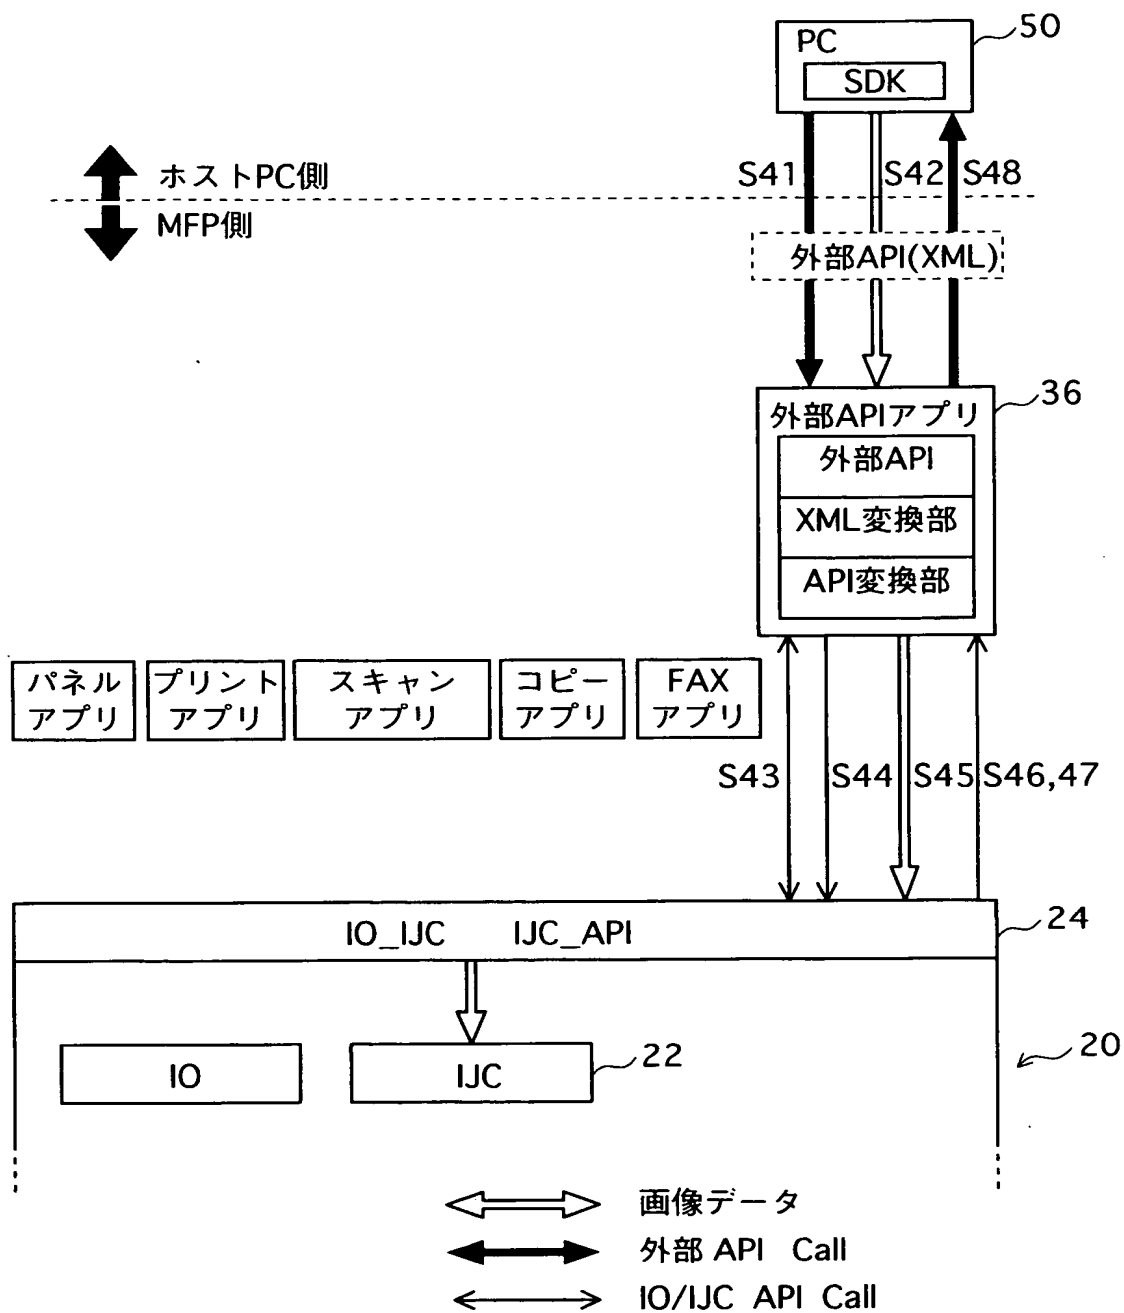 50
PC
SDK
ホストPC側
S41
S42
S48
MFP側
外部API(XML)
36
外部APIアプリ
外部API
XML変換部
API変換部
パネル
アプリ
プリント
アプリ
スキャン
アプリ
コピー
アプリ
FAX
アプリ
S43
S44
S45
S46,47
IO_IJC IJC_API
24
IO
IJC
22
20
画像データ
外部 API Call
IO/IJC API Call